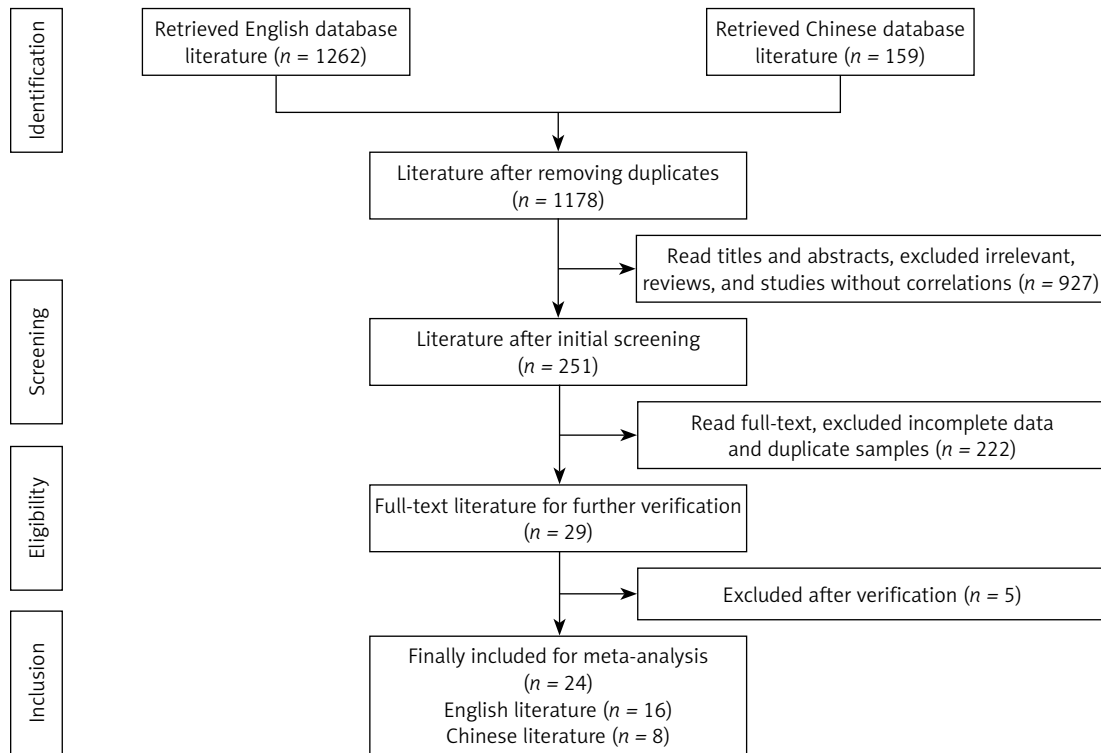 Identification
Retrieved English database
literature (n = 1262)
Retrieved Chinese database
literature (n = 159)
Literature after removing duplicates
(n = 1178)
Read titles and abstracts, excluded irrelevant,
reviews, and studies without correlations (n = 927)
Screening
Literature after initial screening
(n = 251)
Read full-text, excluded incomplete data
and duplicate samples (n = 222)
Eligibility
Full-text literature for further verification
(n = 29)
Excluded after verification (n = 5)
Inclusion
Finally included for meta-analysis
(n = 24)
English literature (n = 16)
Chinese literature (n = 8)